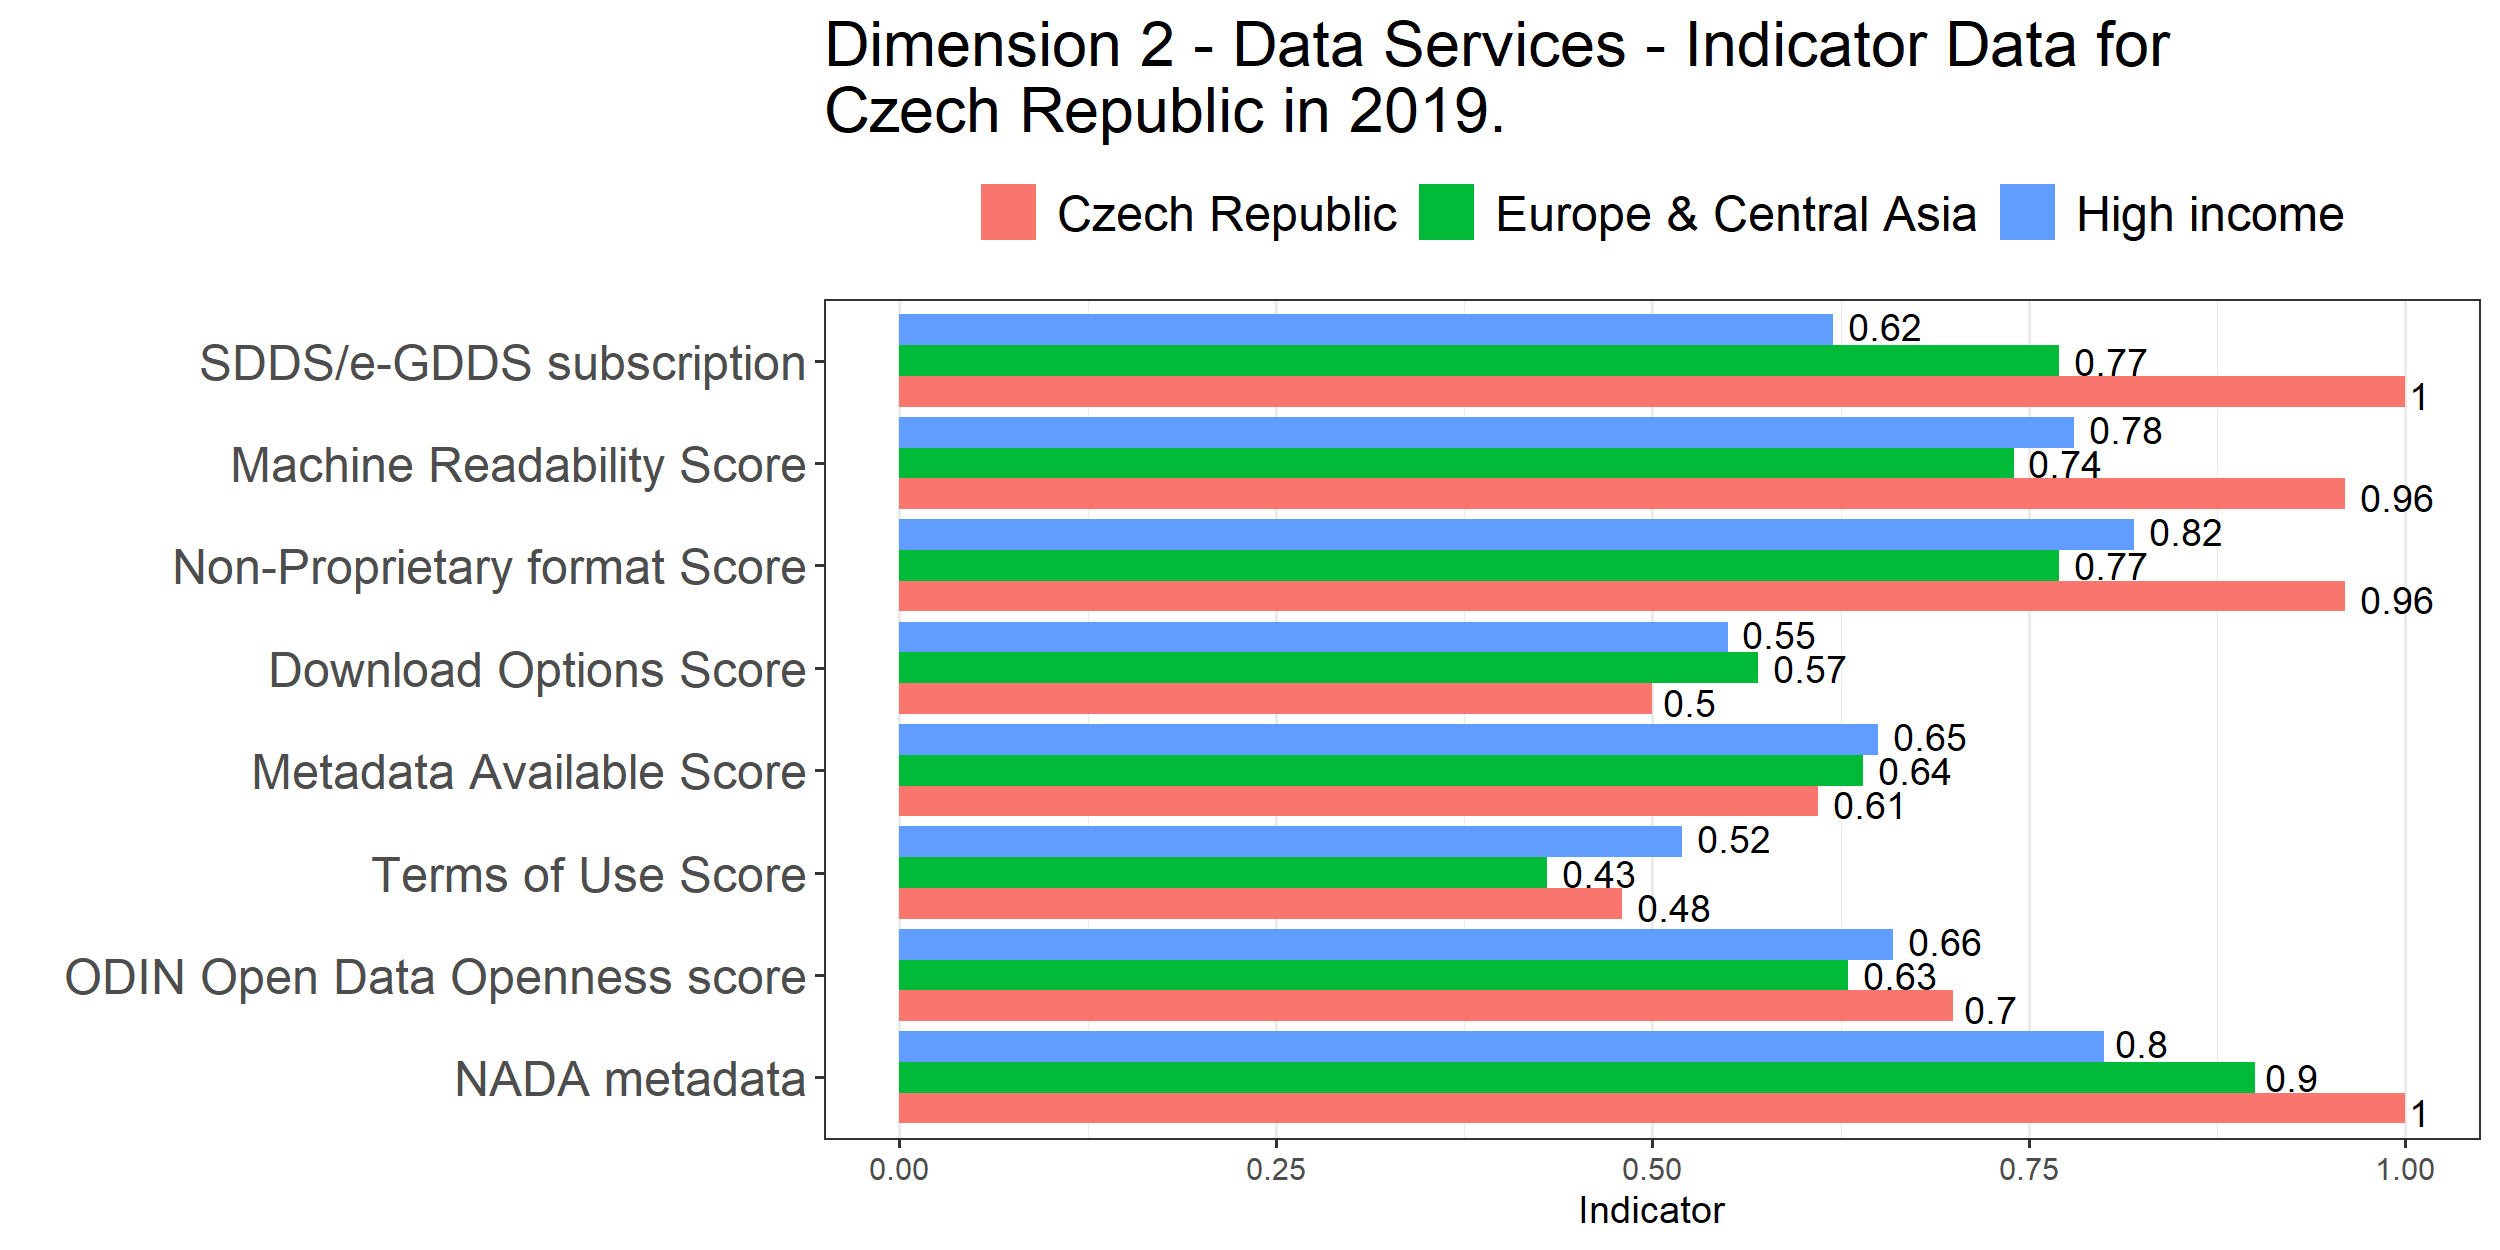 Dimension 2 - Data Services - Indicator Data for
Czech Republic in 2019.
Czech Republic Europe & Central Asia High income
SDDS/e-GDDS subscription
0.62
0.77
1
Machine Readability Score
0.78
0.74
0.96
Non-Proprietary format Score
0.82
0.77
0.96
Download Options Score
0.55
0.57
0.5
Metadata Available Score
0.65
0.64
0.61
Terms of Use Score
0.52
0.43
0.48
ODIN Open Data Openness score
0.66
0.63
0.7
NADA metadata
0.8
0.9
1
0.00 0.25 0.50 0.75 1.00
Indicator